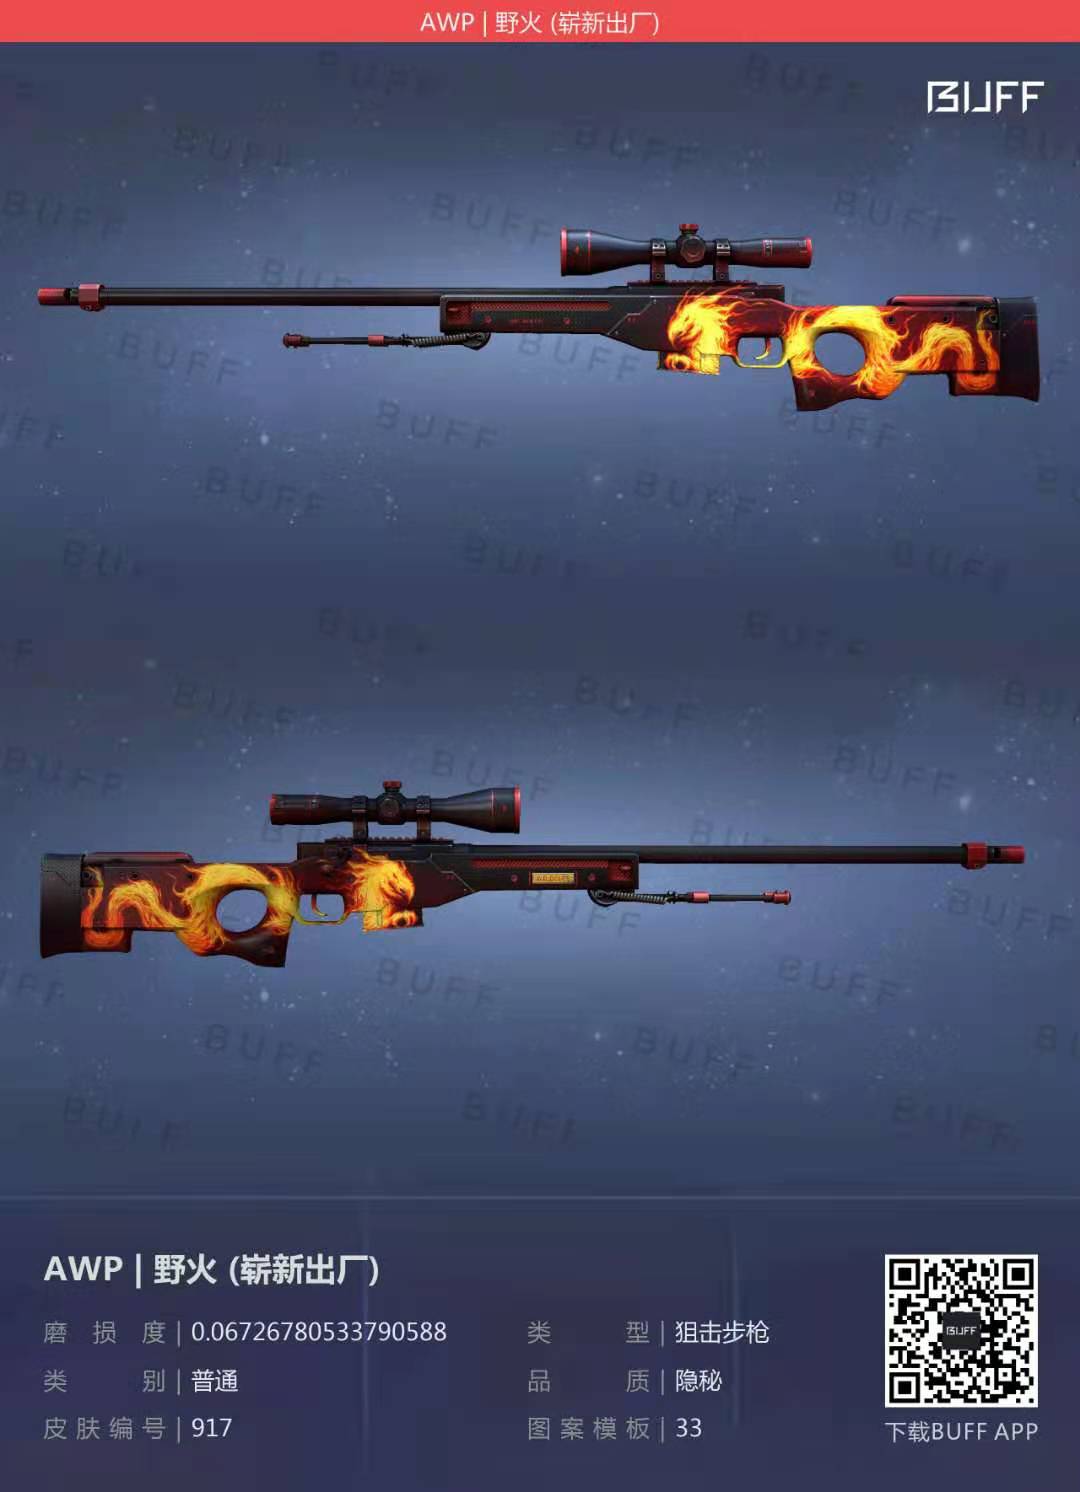 AWP | 野火 (崭新出厂)
BUFF
AWP | 野火 (崭新出厂)
磨损度 | 0.06726780533790588
类型 | 狙击步枪
类别 | 普通
品质 | 隐秘
皮肤编号 | 917
图案模板 | 33
BUFF
下载BUFF APP